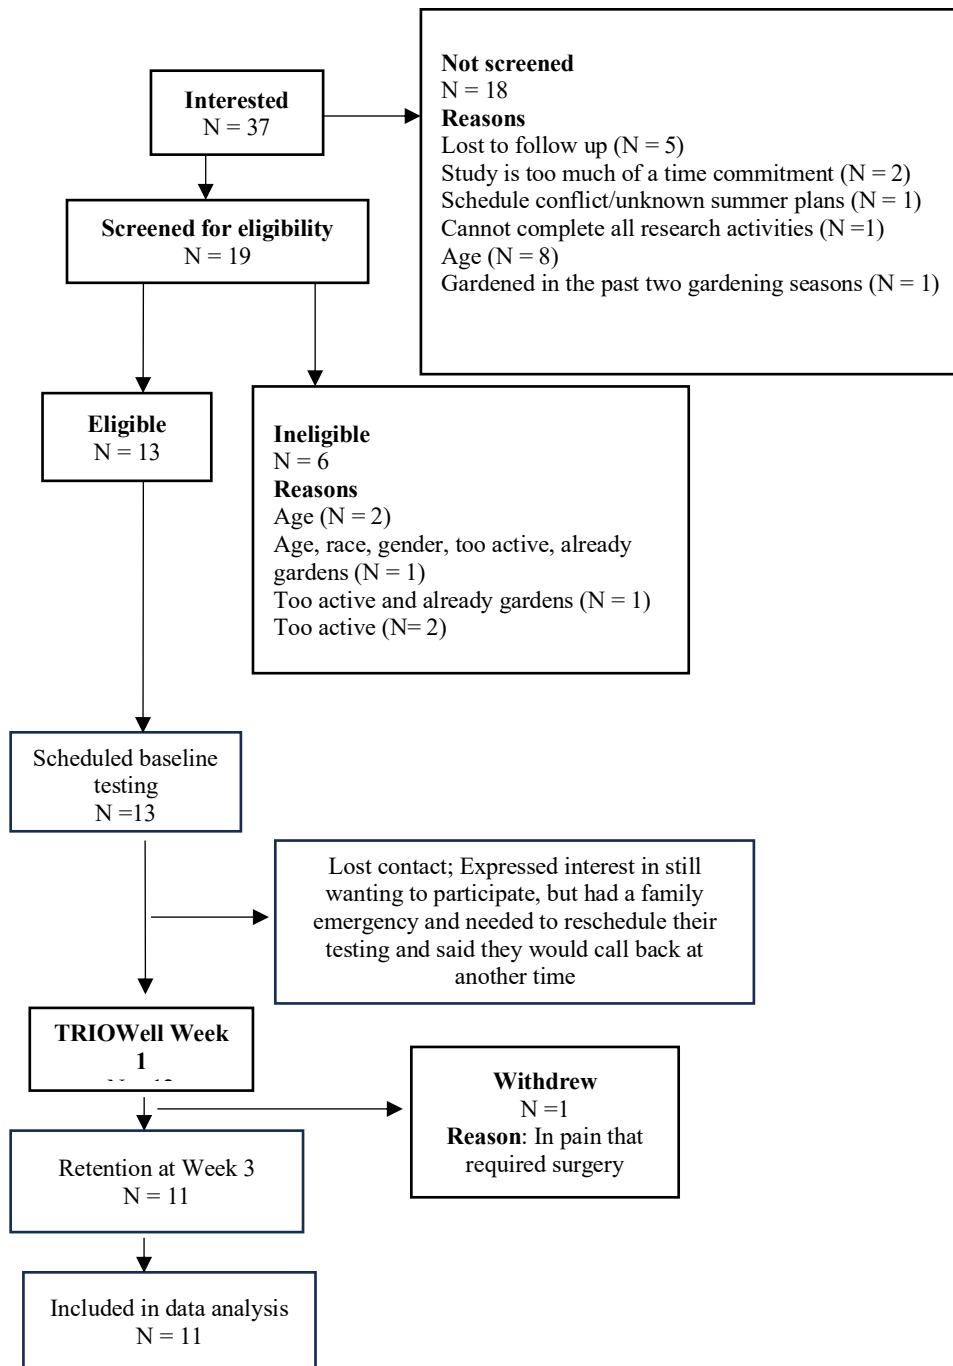 Interested
N = 37
Not screened
N = 18
Reasons
Lost to follow up (N = 5)
Study is too much of a time commitment (N = 2)
Schedule conflict/unknown summer plans (N = 1)
Cannot complete all research activities (N =1)
Age (N = 8)
Gardened in the past two gardening seasons (N = 1)
Screened for eligibility
N = 19
Eligible
N = 13
Ineligible
N = 6
Reasons
Age (N = 2)
Age, race, gender, too active, already
gardens (N = 1)
Too active and already gardens (N = 1)
Too active (N= 2)
Scheduled baseline
testing
N =13
Lost contact; Expressed interest in still
wanting to participate, but had a family
emergency and needed to reschedule their
testing and said they would call back at
another time
TRIOWell Week
1
Withdrew
N =1
Reason: In pain that
required surgery
Retention at Week 3
N = 11
Included in data analysis
N = 11